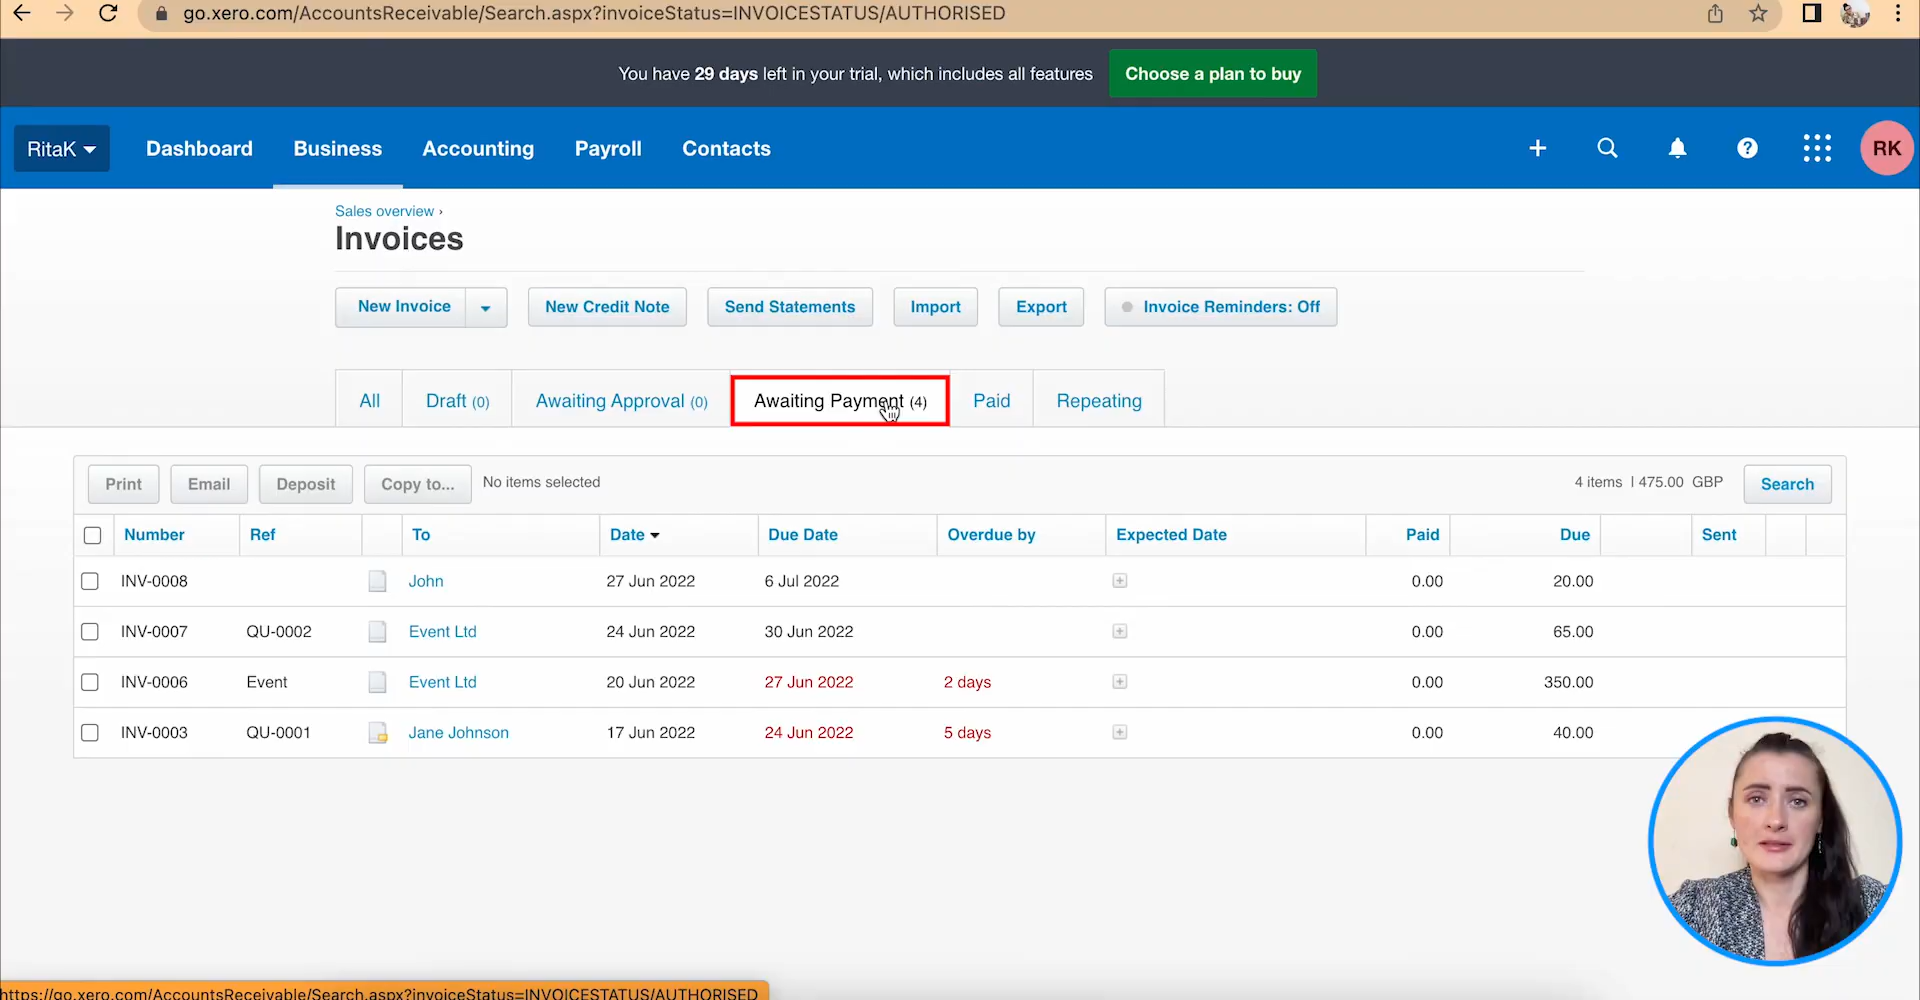 go.xero.com/AccountsReceivable/Search.aspx?invoiceStatus=INVOICESTATUS/AUTHORISED
You have 29 days left in your trial, which includes all features
Choose a plan to buy
RitaK
Dashboard
Business
Accounting
Payroll
Contacts
RK
Sales overview ›
Invoices
New Invoice
New Credit Note
Send Statements
Import
Export
Invoice Reminders: Off
All
Draft (0)
Awaiting Approval (0)
Awaiting Payment (4)
Paid
Repeating
Print
Email
Deposit
Copy to...
No items selected
4 items | 475.00 GBP
Search
Number Ref To Date Due Date Overdue by Expected Date Paid Due Sent
INV-0008 John 27 Jun 2022 6 Jul 2022 0.00 20.00
INV-0007 QU-0002 Event Ltd 24 Jun 2022 30 Jun 2022 0.00 65.00
INV-0006 Event Event Ltd 20 Jun 2022 27 Jun 2022 2 days 0.00 350.00
INV-0003 QU-0001 Jane Johnson 17 Jun 2022 24 Jun 2022 5 days 0.00 40.00
https://go.xero.com/AccountsReceivable/Search.aspx?invoiceStatus=INVOICESTATUS/AUTHORISED